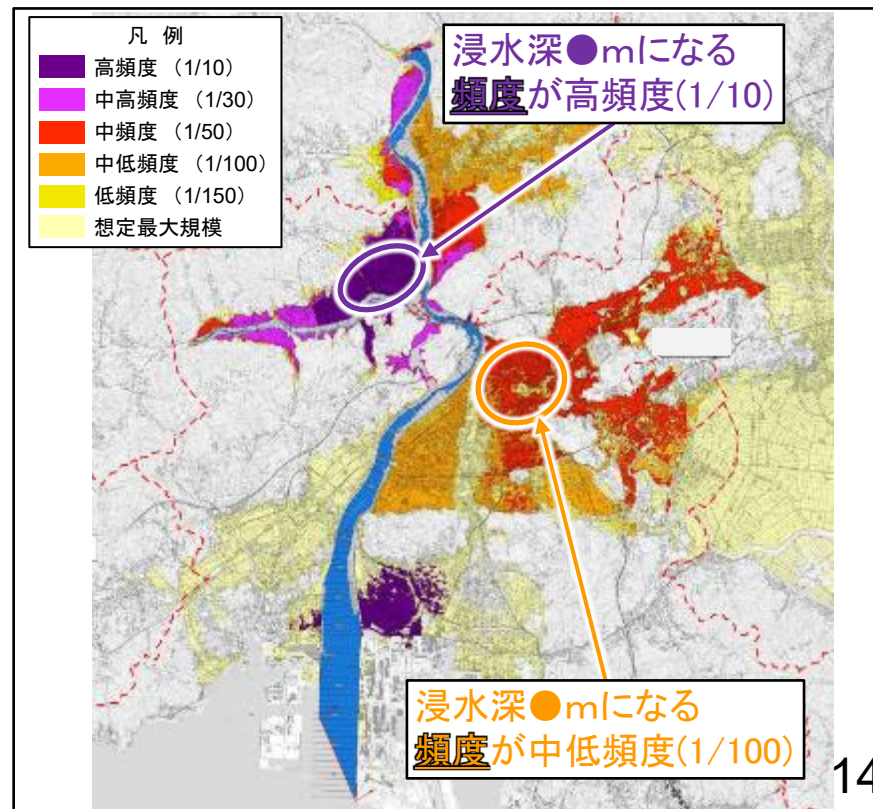 凡 例
高頻度 （1/10）
中高頻度 （1/30）
中頻度 （1/50）
中低頻度 （1/100）
低頻度 （1/150）
想定最大規模
浸水深●ｍになる
頻度が高頻度(1/10)
浸水深●ｍになる
頻度が中低頻度(1/100)
14